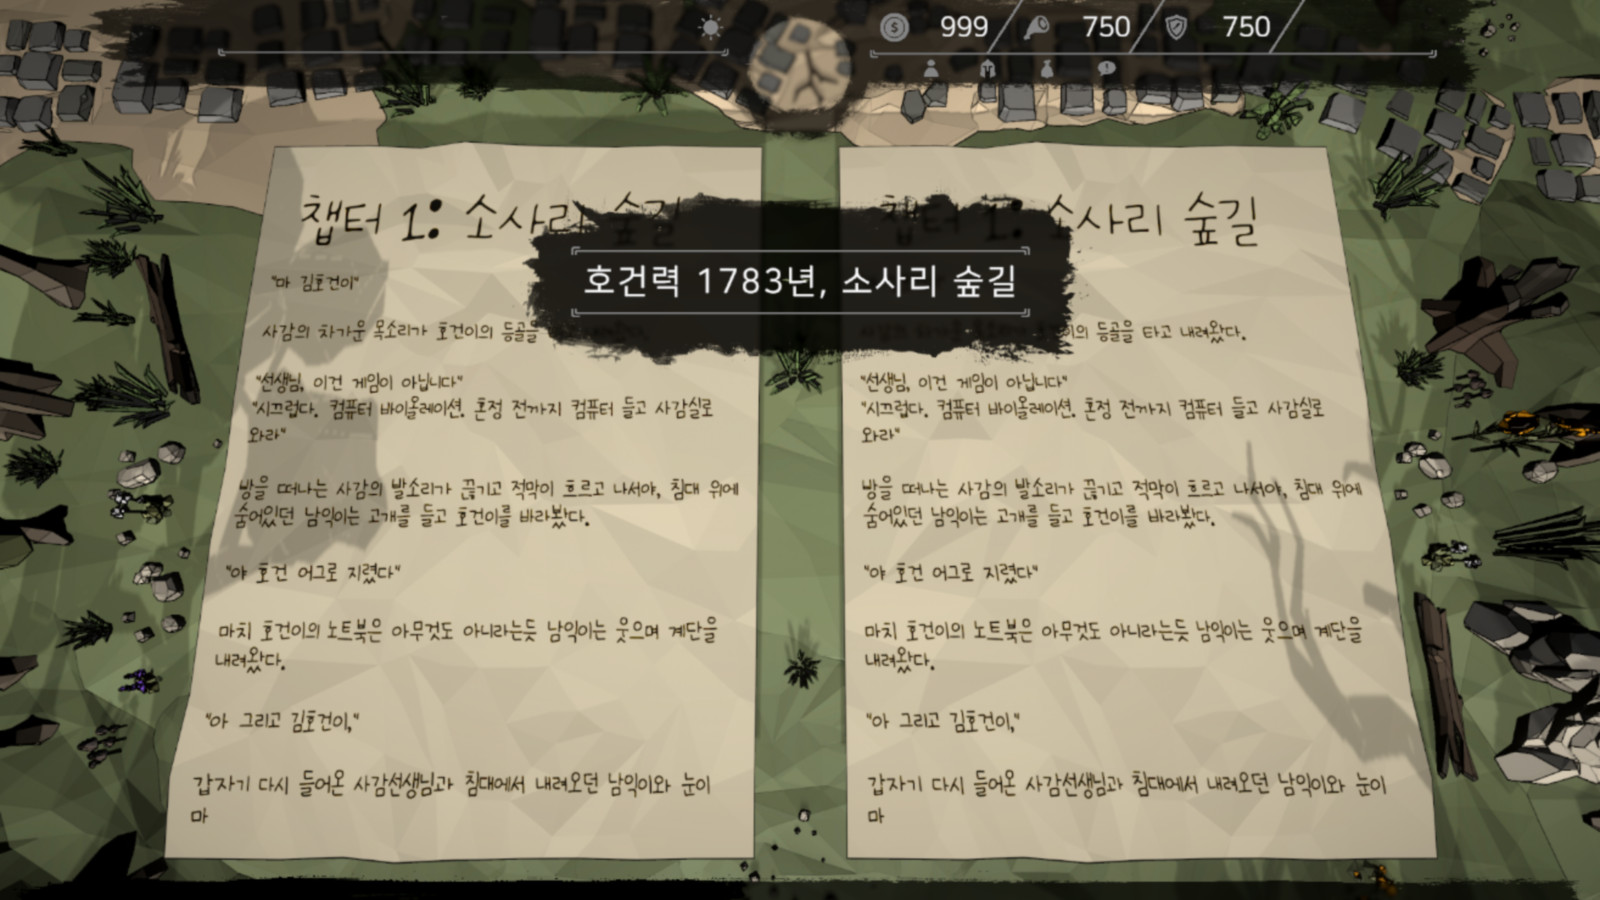 999 750 750
챕터 1: 소사리 숲길
"마 김호건이"
사감의 차가운 목소리가 호건이의 등골을
"선생님, 이건 게임이 아닙니다"
"시끄럽다. 컴퓨터 바이올레이션. 혼정 전까지 컴퓨터 들고 사감실로
와라"
방을 떠나는 사감의 발소리가 끊기고 적막이 흐르고 나서야, 침대 위에
숨어있던 남익이는 고개를 들고 호건이를 바라봤다.
"야 호건 어그로 지렸다"
마치 호건이의 노트북은 아무것도 아니라는듯 남익이는 웃으며 계단을
내려왔다.
"아 그리고 김호건이,"
갑자기 다시 들어온 사감선생님과 침대에서 내려오던 남익이와 눈이
마
호건력 1783년, 소사리 숲길
챕터 1: 소사리 숲길
호건이의 등골을 타고 내려왔다.
"선생님, 이건 게임이 아닙니다"
"시끄럽다. 컴퓨터 바이올레이션. 혼정 전까지 컴퓨터 들고 사감실로
와라"
방을 떠나는 사감의 발소리가 끊기고 적막이 흐르고 나서야, 침대 위에
숨어있던 남익이는 고개를 들고 호건이를 바라봤다.
"야 호건 어그로 지렸다"
마치 호건이의 노트북은 아무것도 아니라는듯 남익이는 웃으며 계단을
내려왔다.
"아 그리고 김호건이,"
갑자기 다시 들어온 사감선생님과 침대에서 내려오던 남익이와 눈이
마